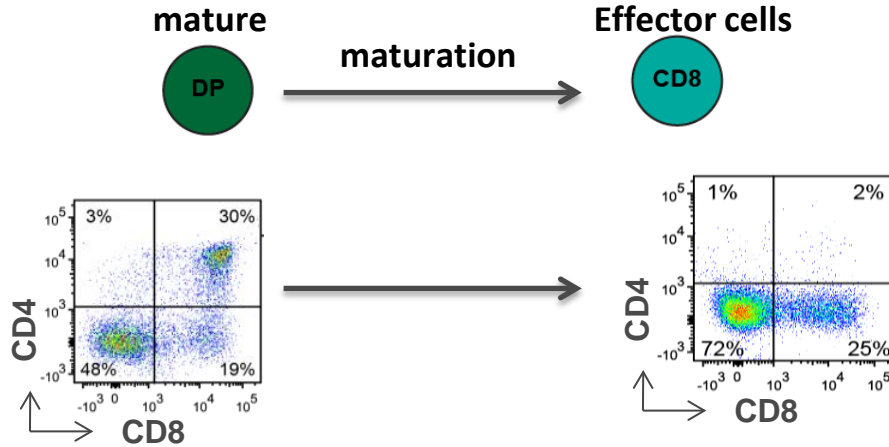 mature
Effector cells
maturation
DP
CD8
3%
30%
48%
19%
10^5
10^4
10^3
-10^3
-10^3 0 10^3 10^4 10^5
CD4
CD8
1%
2%
72%
25%
10^5
10^4
10^3
-10^3
-10^3 0 10^3 10^4 10^5
CD4
CD8